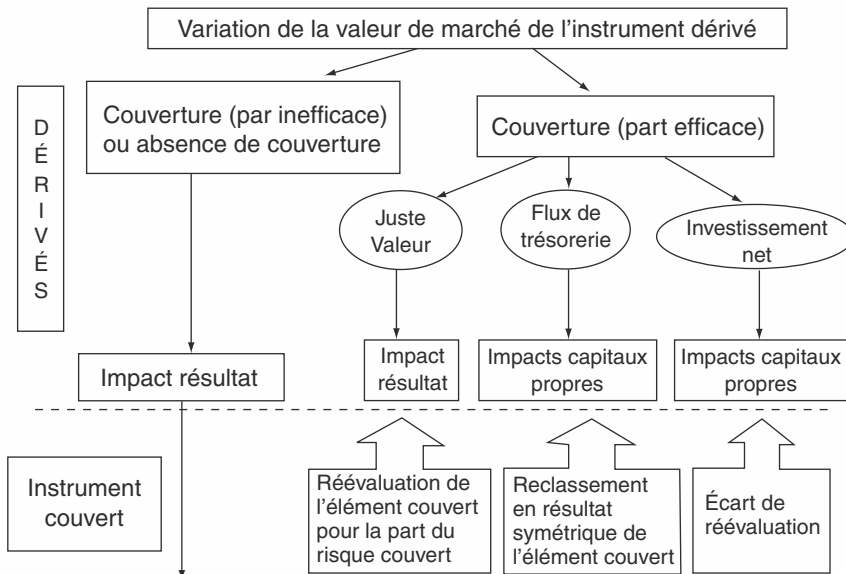 Variation de la valeur de marché de l'instrument dérivé
DÉRIVÉS
Couverture (par inefficace)
ou absence de couverture
Couverture (part efficace)
Juste
Valeur
Flux de
trésorerie
Investissement
net
Impact résultat
Impact
résultat
Impacts capitaux
propres
Impacts capitaux
propres
Instrument
couvert
Réévaluation de
l'élément couvert
pour la part du
risque couvert
Reclassement
en résultat
symétrique de
l'élément couvert
Écart de
réévaluation